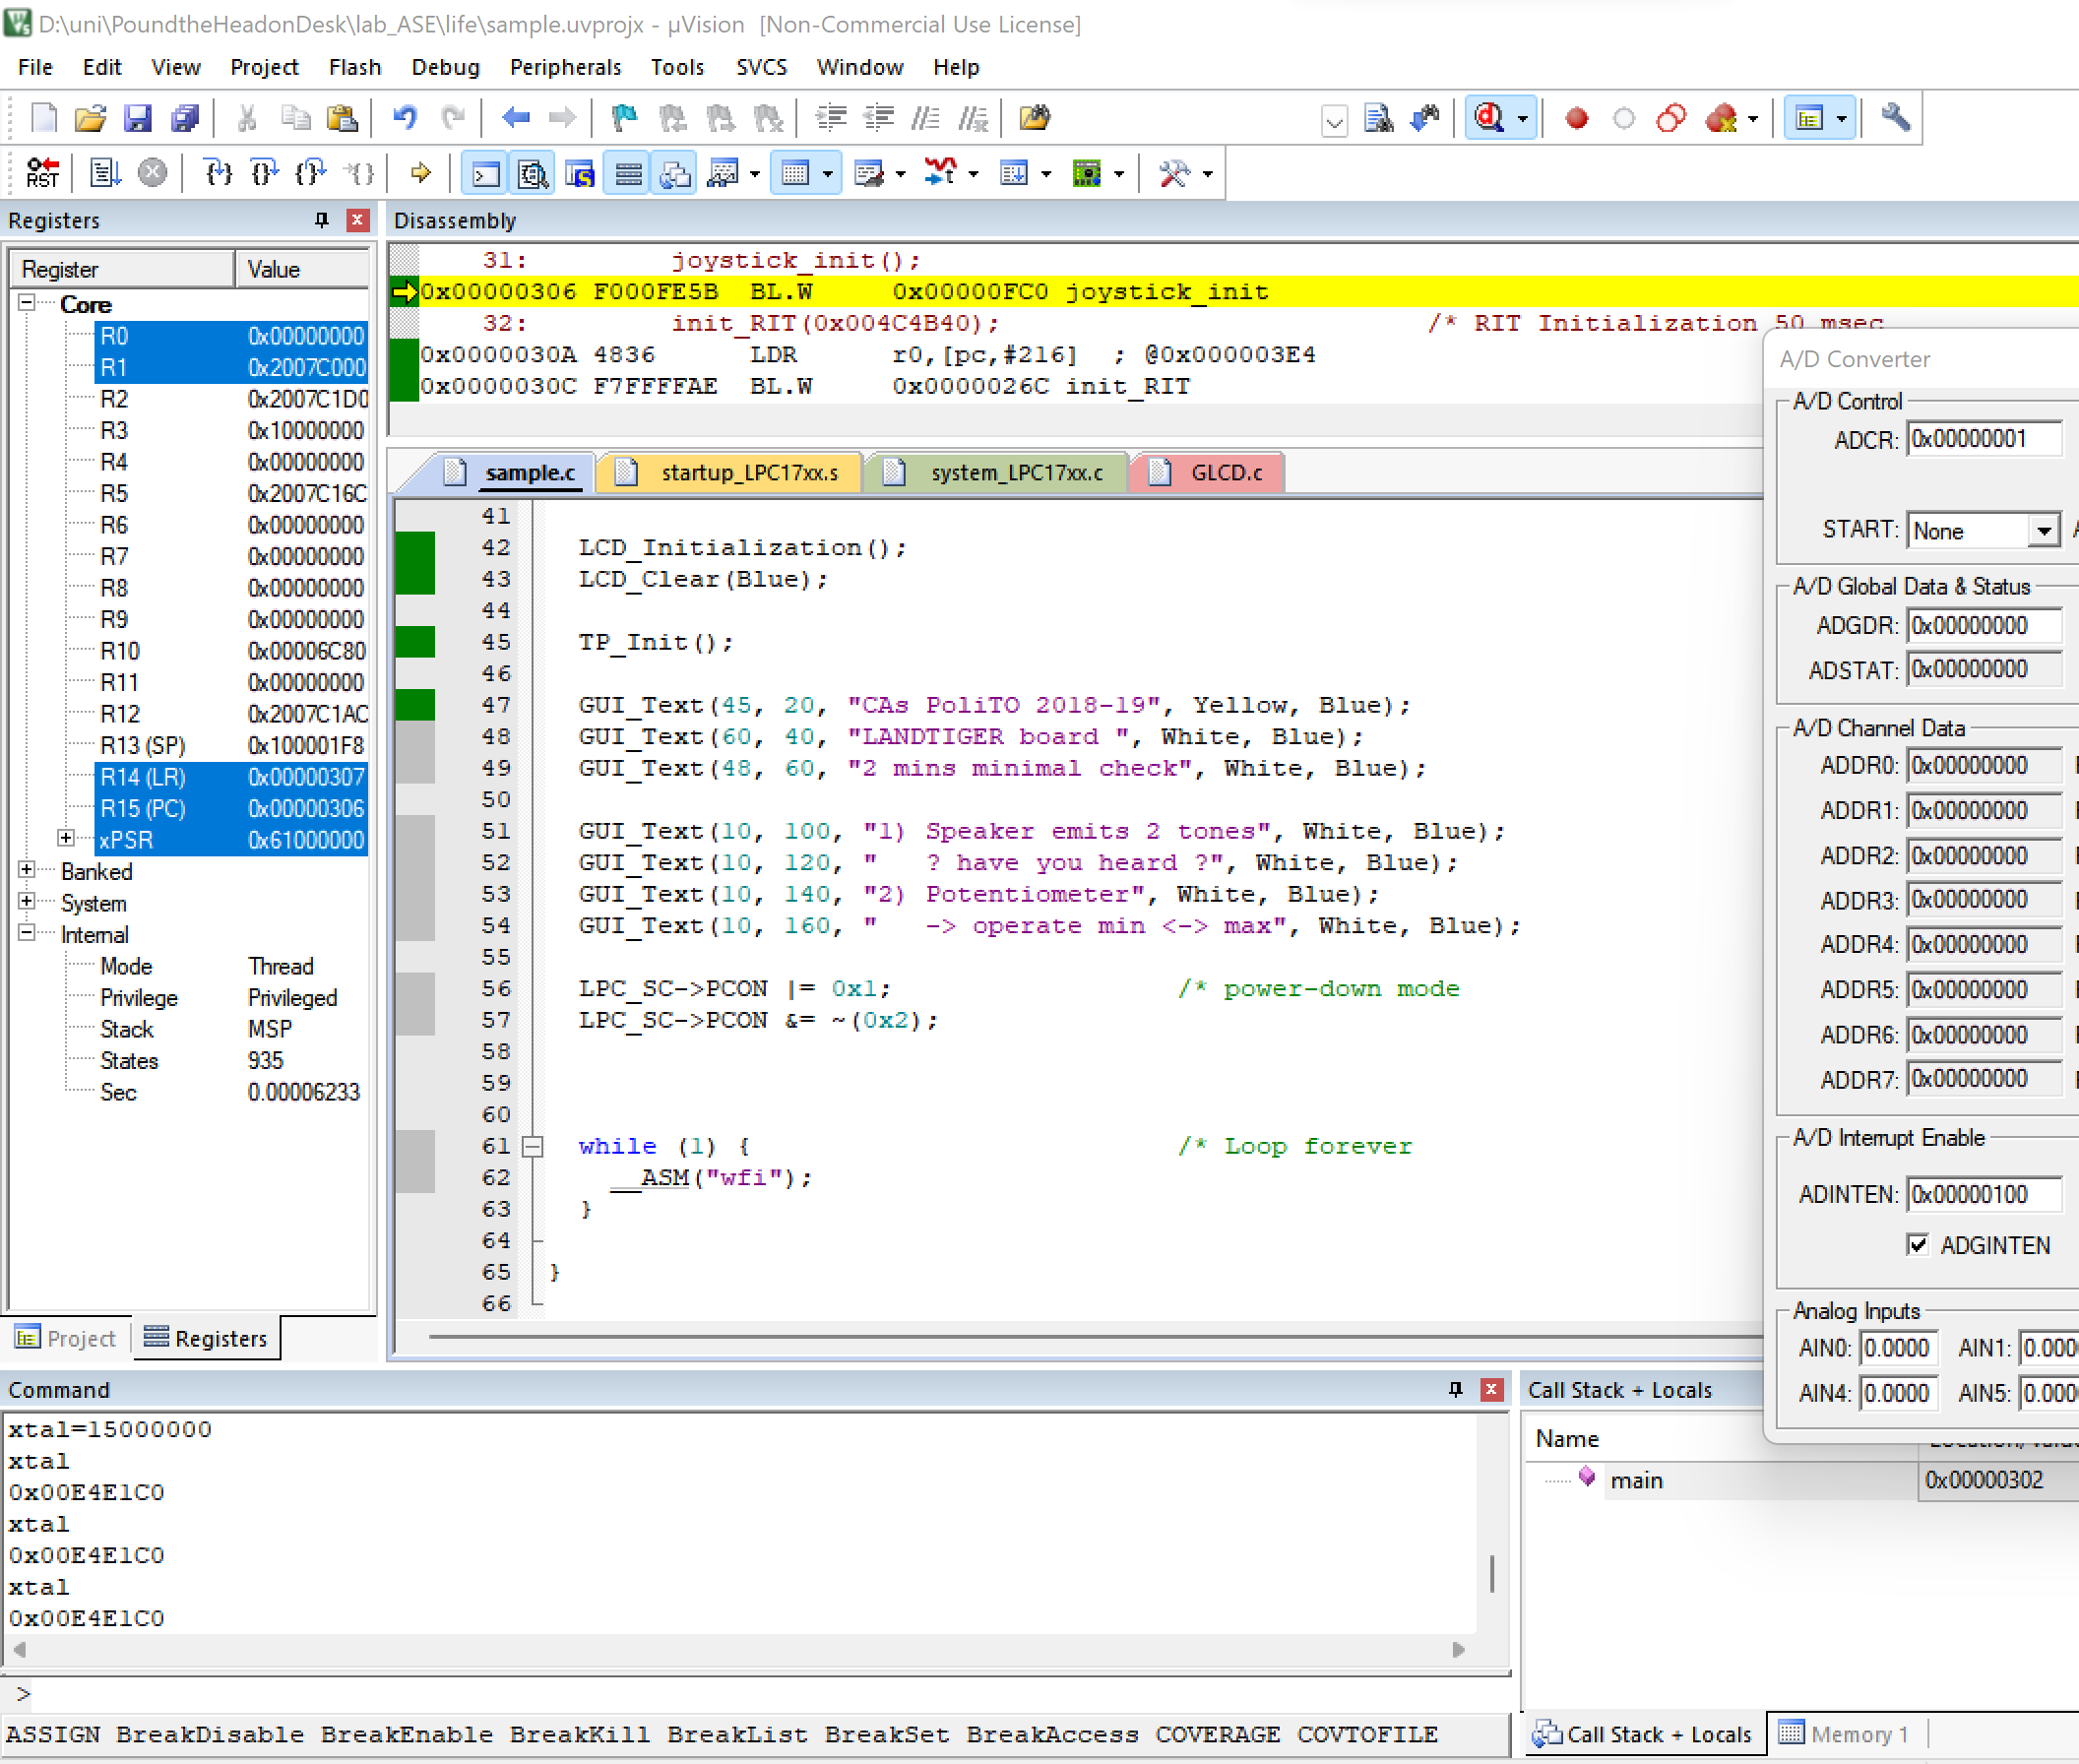 D:\uni\PoundtheHeadonDesk\lab_ASE\life\sample.uvprojx - µVision [Non-Commercial Use License]
File Edit View Project Flash Debug Peripherals Tools SVCS Window Help
RST
Registers
Register Value
Core
R0 0x00000000
R1 0x2007C000
R2 0x2007C1D0
R3 0x10000000
R4 0x00000000
R5 0x2007C16C
R6 0x00000000
R7 0x00000000
R8 0x00000000
R9 0x00000000
R10 0x00006C80
R11 0x00000000
R12 0x2007C1AC
R13 (SP) 0x100001F8
R14 (LR) 0x00000307
R15 (PC) 0x00000306
xPSR 0x61000000
Banked
System
Internal
Mode Thread
Privilege Privileged
Stack MSP
States 935
Sec 0.00006233
Project Registers
Disassembly
31: joystick_init();
0x00000306 F000FE5B BL.W 0x00000FC0 joystick_init
32: init_RIT(0x004C4B40); /* RIT Initialization 50 msec
0x0000030A 4836 LDR r0,[pc,#216] ; @0x000003E4
0x0000030C F7FFFFAE BL.W 0x0000026C init_RIT
sample.c startup_LPC17xx.s system_LPC17xx.c GLCD.c
41
42 LCD_Initialization();
43 LCD_Clear(Blue);
44
45 TP_Init();
46
47 GUI_Text(45, 20, "CAs PoliTO 2018-19", Yellow, Blue);
48 GUI_Text(60, 40, "LANDTIGER board ", White, Blue);
49 GUI_Text(48, 60, "2 mins minimal check", White, Blue);
50
51 GUI_Text(10, 100, "1) Speaker emits 2 tones", White, Blue);
52 GUI_Text(10, 120, "   ? have you heard ?", White, Blue);
53 GUI_Text(10, 140, "2) Potentiometer", White, Blue);
54 GUI_Text(10, 160, "   -> operate min <-> max", White, Blue);
55
56 LPC_SC->PCON |= 0x1; /* power-down mode
57 LPC_SC->PCON &= ~(0x2);
58
59
60
61 while (1) { /* Loop forever
62 __ASM("wfi");
63 }
64
65 }
66
A/D Converter
A/D Control
ADCR: 0x00000001
START: None
A/D Global Data & Status
ADGDR: 0x00000000
ADSTAT: 0x00000000
A/D Channel Data
ADDR0: 0x00000000
ADDR1: 0x00000000
ADDR2: 0x00000000
ADDR3: 0x00000000
ADDR4: 0x00000000
ADDR5: 0x00000000
ADDR6: 0x00000000
ADDR7: 0x00000000
A/D Interrupt Enable
ADINTEN: 0x00000100
ADGINTEN
Analog Inputs
AIN0: 0.0000 AIN1: 0.000
AIN4: 0.0000 AIN5: 0.000
Command
xtal=15000000
xtal
0x00E4E1C0
xtal
0x00E4E1C0
xtal
0x00E4E1C0
>
ASSIGN BreakDisable BreakEnable BreakKill BreakList BreakSet BreakAccess COVERAGE COVTOFILE
Call Stack + Locals
Name
main 0x00000302
Call Stack + Locals Memory 1